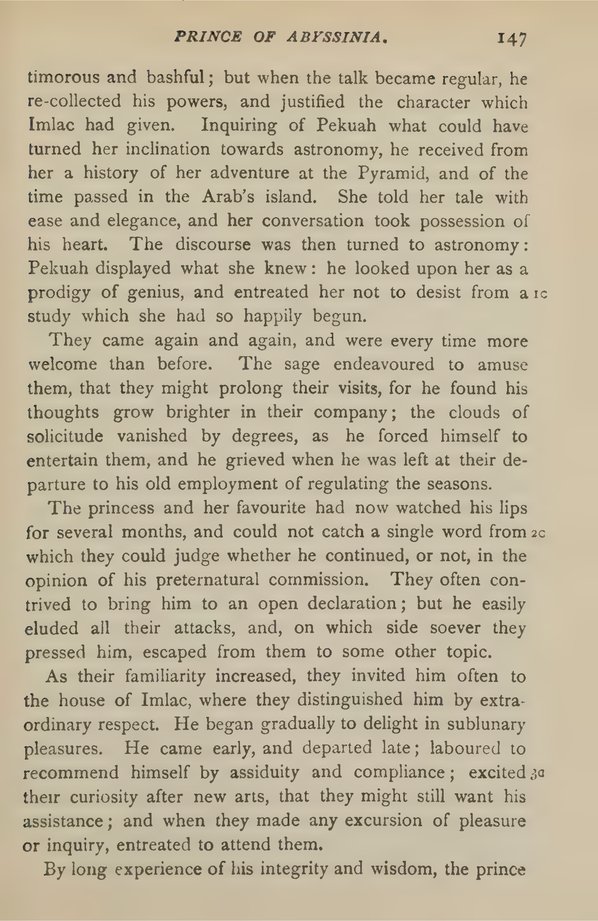 PRINCE OF ABYSSINIA. 147
timorous and bashful; but when the talk became regular, he
re-collected his powers, and justified the character which
Imlac had given. Inquiring of Pekuah what could have
turned her inclination towards astronomy, he received from
her a history of her adventure at the Pyramid, and of the
time passed in the Arab's island. She told her tale with
ease and elegance, and her conversation took possession of
his heart. The discourse was then turned to astronomy:
Pekuah displayed what she knew: he looked upon her as a
prodigy of genius, and entreated her not to desist from a 10
study which she had so happily begun.
They came again and again, and were every time more
welcome than before. The sage endeavoured to amuse
them, that they might prolong their visits, for he found his
thoughts grow brighter in their company; the clouds of
solicitude vanished by degrees, as he forced himself to
entertain them, and he grieved when he was left at their de-
parture to his old employment of regulating the seasons.
The princess and her favourite had now watched his lips
for several months, and could not catch a single word from 20
which they could judge whether he continued, or not, in the
opinion of his preternatural commission. They often con-
trived to bring him to an open declaration; but he easily
eluded all their attacks, and, on which side soever they
pressed him, escaped from them to some other topic.
As their familiarity increased, they invited him often to
the house of Imlac, where they distinguished him by extra-
ordinary respect. He began gradually to delight in sublunary
pleasures. He came early, and departed late; laboured to
recommend himself by assiduity and compliance; excited 30
their curiosity after new arts, that they might still want his
assistance; and when they made any excursion of pleasure
or inquiry, entreated to attend them.
By long experience of his integrity and wisdom, the prince